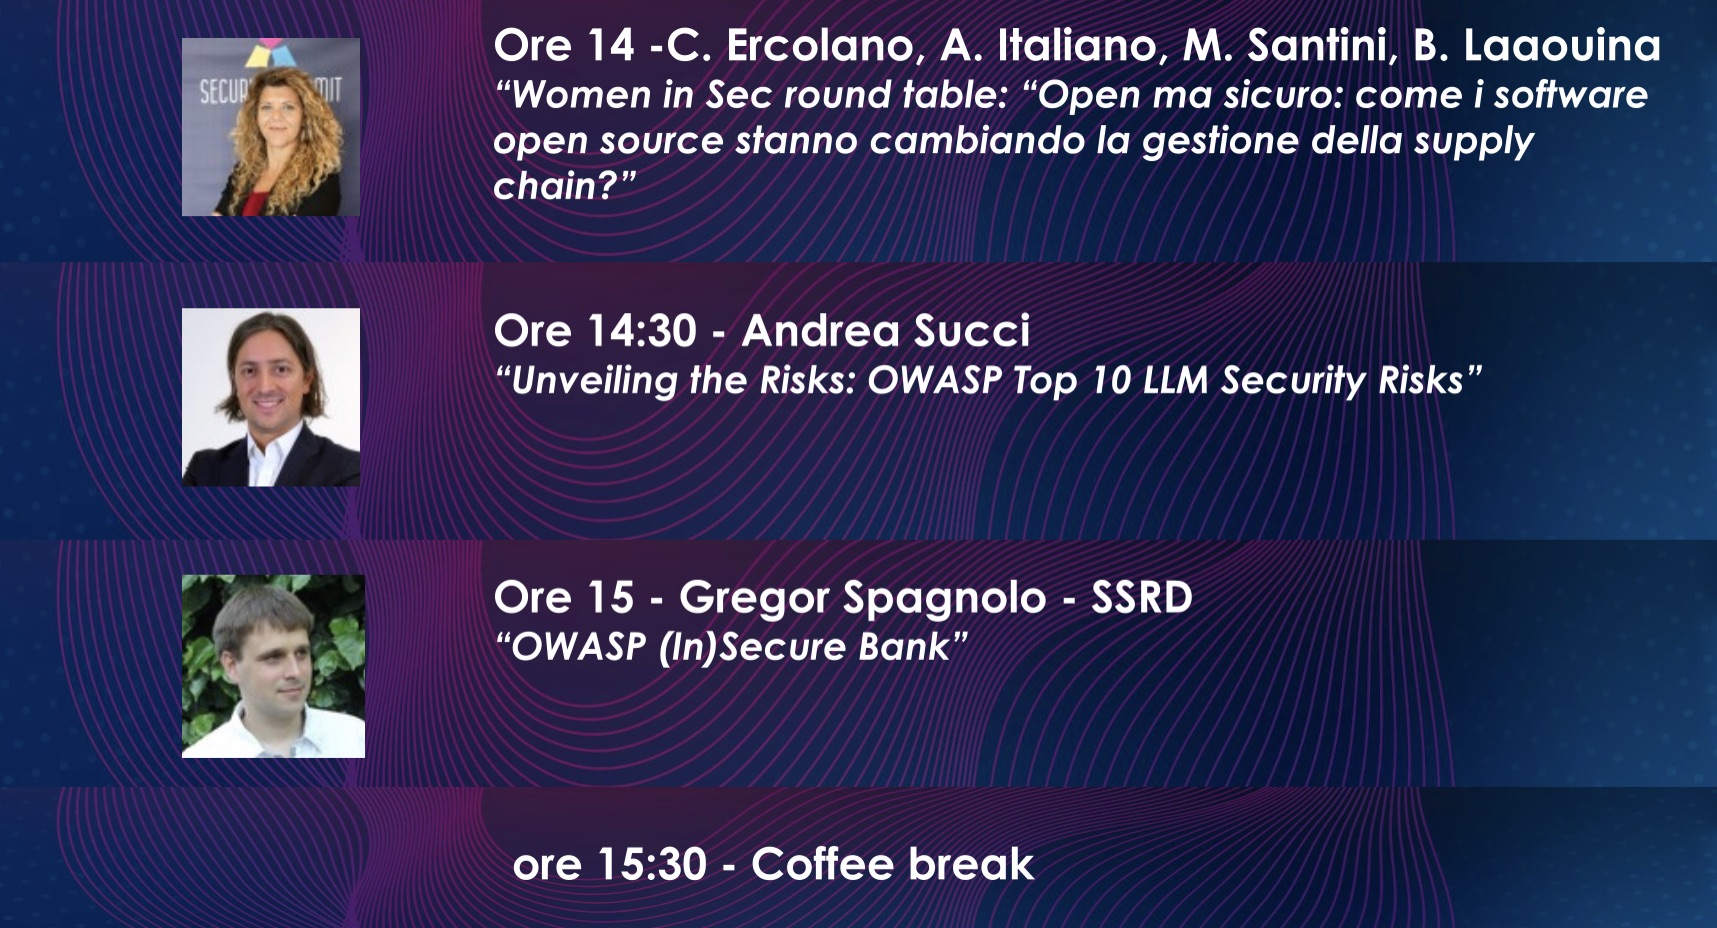 SECUR MIT
Ore 14 -C. Ercolano, A. Italiano, M. Santini, B. Laaouina
“Women in Sec round table: “Open ma sicuro: come i software
open source stanno cambiando la gestione della supply
chain?”
Ore 14:30 - Andrea Succi
“Unveiling the Risks: OWASP Top 10 LLM Security Risks”
Ore 15 - Gregor Spagnolo - SSRD
“OWASP (In)Secure Bank”
ore 15:30 - Coffee break